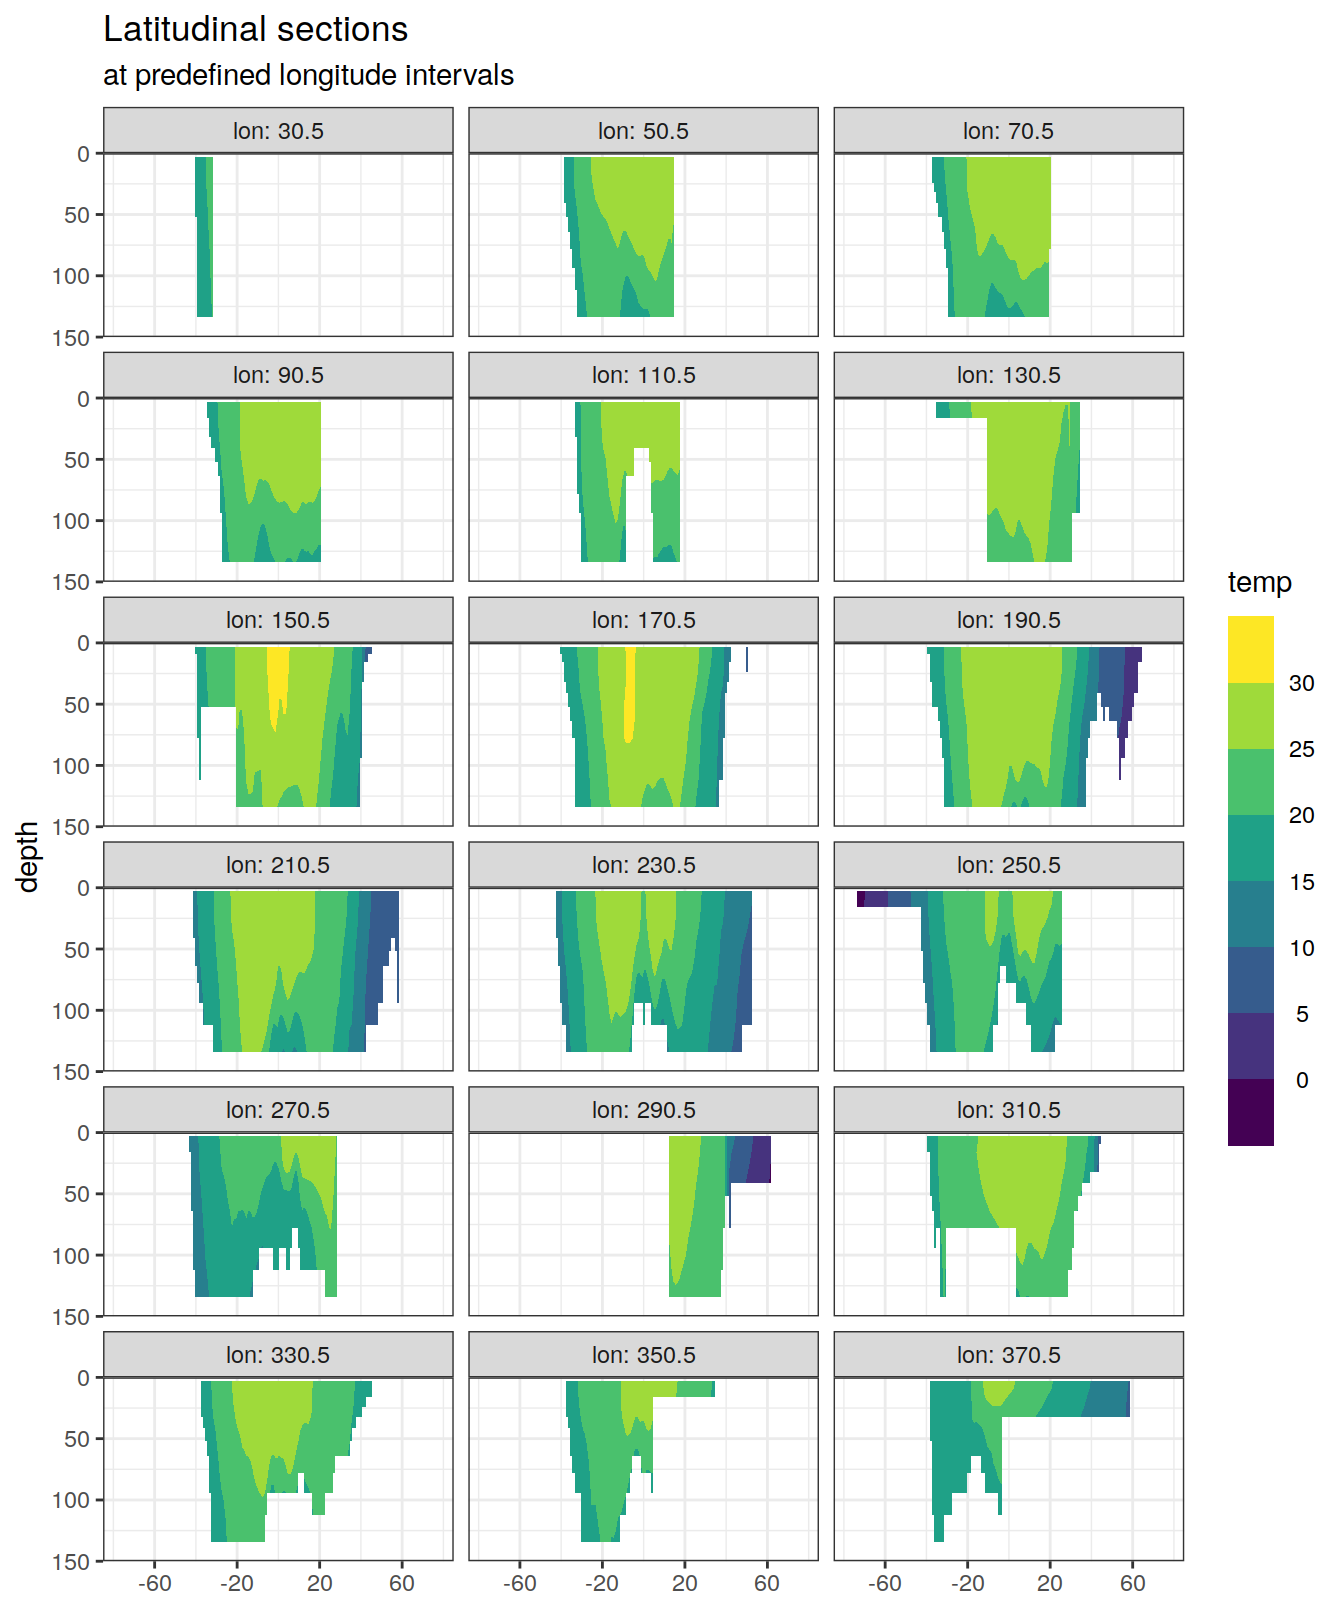 Latitudinal sections
at predefined longitude intervals
lon: 30.5 lon: 50.5 lon: 70.5
0
50
100
150
lon: 90.5 lon: 110.5 lon: 130.5
0
50
100
150
lon: 150.5 lon: 170.5 lon: 190.5
0
50
100
150
lon: 210.5 lon: 230.5 lon: 250.5
0
50
100
150
lon: 270.5 lon: 290.5 lon: 310.5
0
50
100
150
lon: 330.5 lon: 350.5 lon: 370.5
0
50
100
150
-60 -20 20 60 -60 -20 20 60 -60 -20 20 60
depth
temp
30
25
20
15
10
5
0